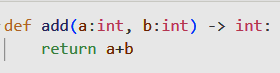 def add(a:int, b:int) -> int:
    return a+b